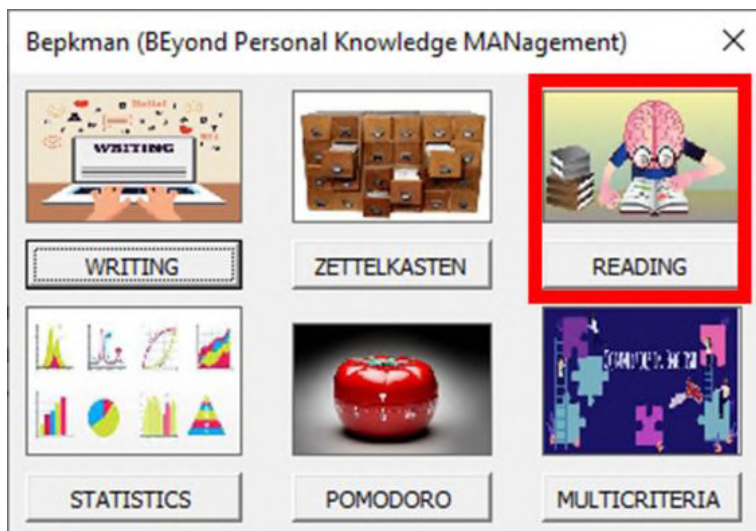 Bepkman (BEyond Personal Knowledge MANagement)
WRITING
WRITING
ZETTELKASTEN
READING
STATISTICS
POMODORO
MULTICRITERIA